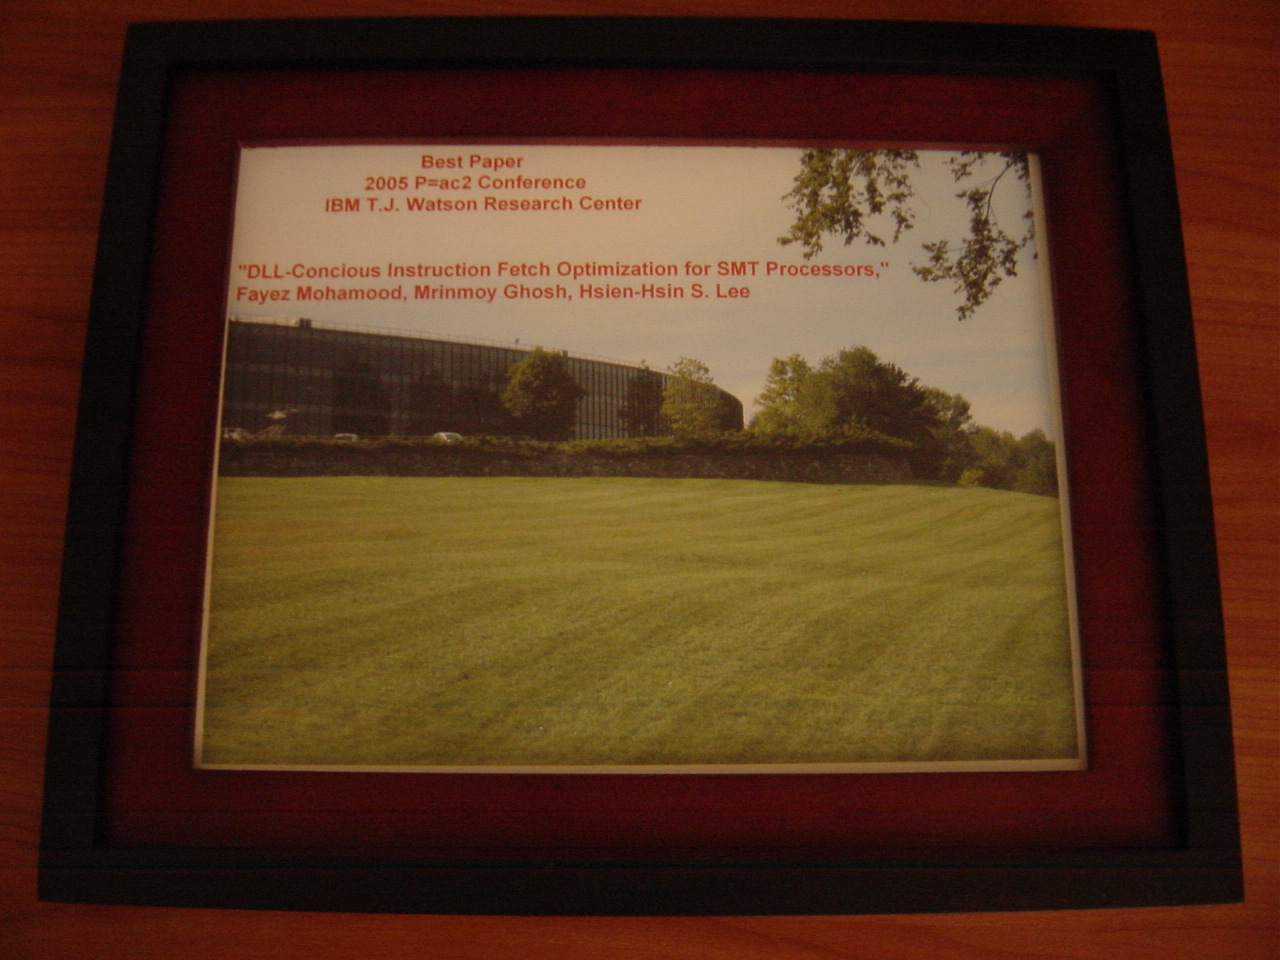 Best Paper
2005 P=ac2 Conference
IBM T.J. Watson Research Center
"DLL-Concious Instruction Fetch Optimization for SMT Processors,"
Fayez Mohamood, Mrinmoy Ghosh, Hsien-Hsin S. Lee